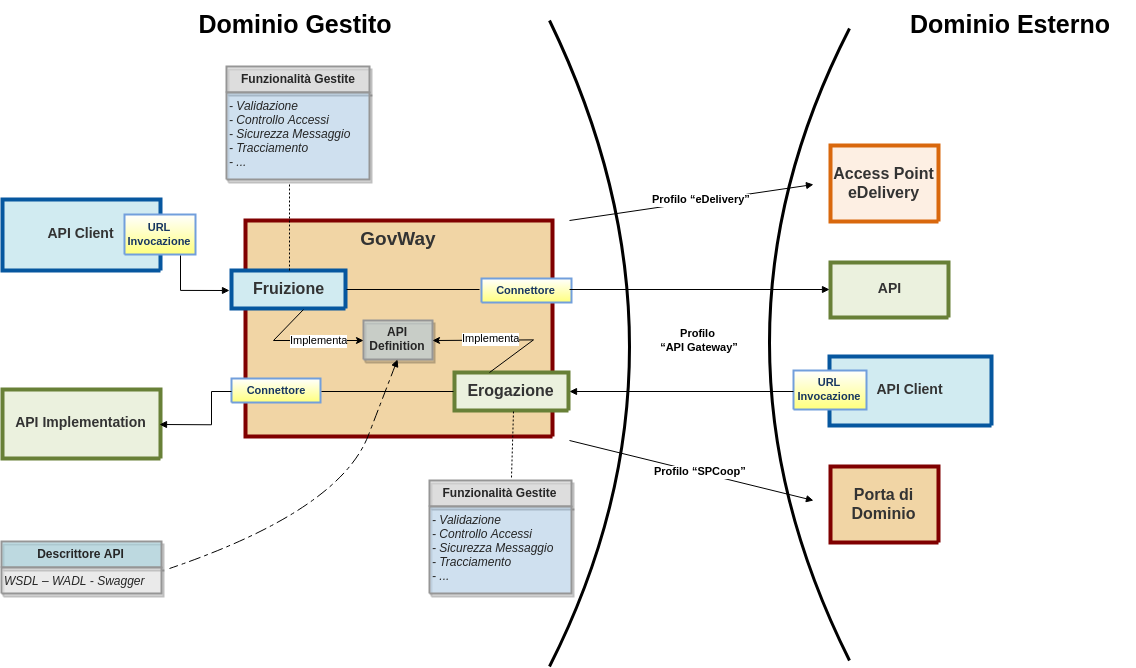 Dominio Gestito
Dominio Esterno
Funzionalità Gestite
- Validazione
- Controllo Accessi
- Sicurezza Messaggio
- Tracciamento
- ...
Access Point
eDelivery
Profilo “eDelivery”
API Client
URL
Invocazione
GovWay
Fruizione
Connettore
API
Implementa
API
Definition
Implementa
Profilo
“API Gateway”
Connettore
Erogazione
URL
Invocazione
API Client
API Implementation
Profilo “SPCoop”
Porta di
Dominio
Funzionalità Gestite
- Validazione
- Controllo Accessi
- Sicurezza Messaggio
- Tracciamento
- ...
Descrittore API
WSDL – WADL - Swagger